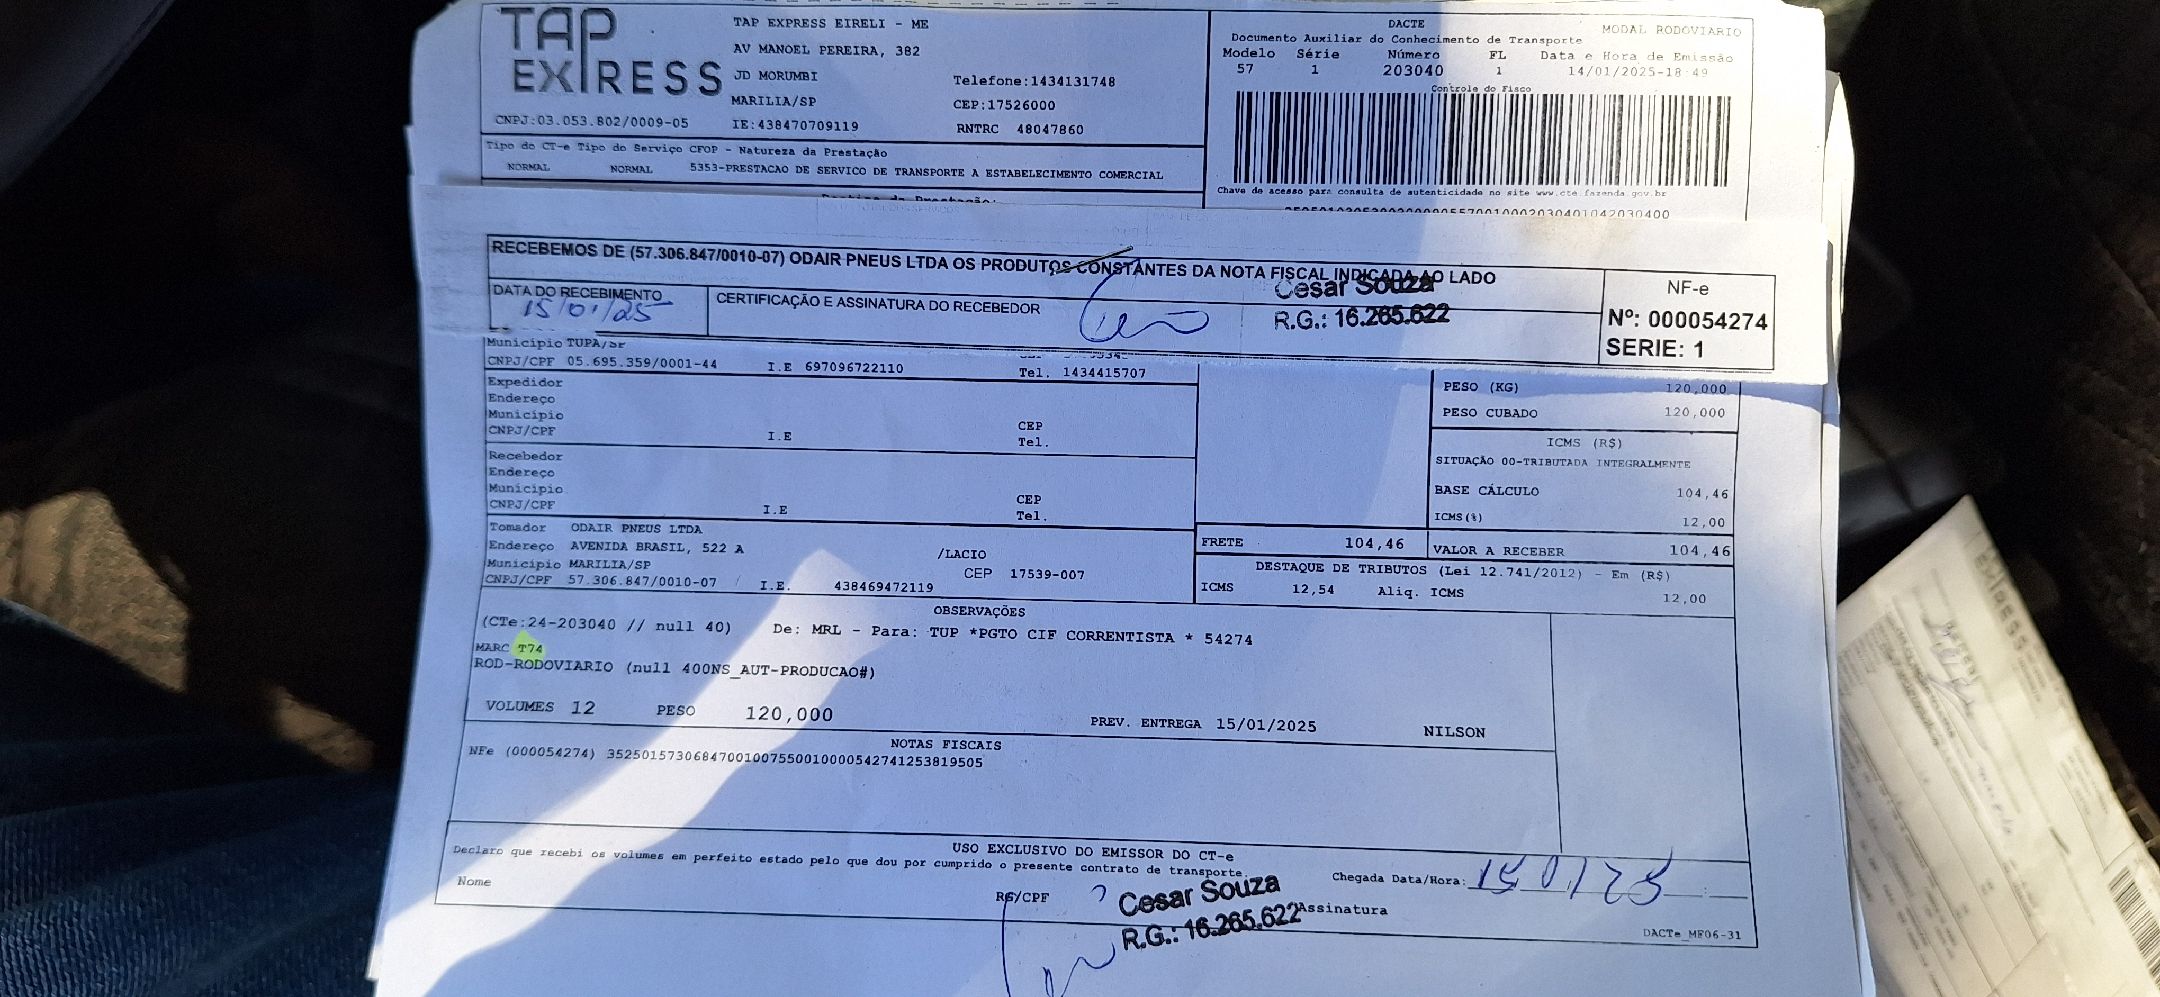 TAP EXPRESS
TAP EXPRESS EIRELI - ME
AV MANOEL PEREIRA, 382
JD MORUMBI
Telefone:1434131748
MARILIA/SP
CEP:17526000
CNPJ:03.053.802/0009-05
IE:438470709119
RNTRC 48047860
DACTE
MODAL RODOVIARIO
Documento Auxiliar do Conhecimento de Transporte
Modelo Série Número FL Data e Hora de Emissão
57 1 203040 1 14/01/2025-18:49
Controle do Fisco
Tipo do CT-e Tipo do Serviço CFOP - Natureza da Prestação
NORMAL NORMAL 5353-PRESTACAO DE SERVICO DE TRANSPORTE A ESTABELECIMENTO COMERCIAL
Chave de acesso para consulta de autenticidade no site www.cte.fazenda.gov.br
RECEBEMOS DE (57.306.847/0010-07) ODAIR PNEUS LTDA OS PRODUTOS CONSTANTES DA NOTA FISCAL INDICADA AO LADO
DATA DO RECEBIMENTO
15/01/25
CERTIFICAÇÃO E ASSINATURA DO RECEBEDOR
Cesar Souza
R.G.: 16.265.622
NF-e
Nº: 000054274
SERIE: 1
Município TUPA/SP
CNPJ/CPF 05.695.359/0001-44 I.E 697096722110 Tel. 1434415707
Expedidor
Endereço
Município CEP
CNPJ/CPF I.E Tel.
Recebedor
Endereço
Município CEP
CNPJ/CPF I.E Tel.
PESO (KG) 120,000
PESO CUBADO 120,000
ICMS (R$)
SITUAÇÃO 00-TRIBUTADA INTEGRALMENTE
BASE CÁLCULO 104,46
ICMS(%) 12,00
Tomador ODAIR PNEUS LTDA
Endereço AVENIDA BRASIL, 522 A /LACIO
Município MARILIA/SP CEP 17539-007
CNPJ/CPF 57.306.847/0010-07 I.E. 438469472119
FRETE 104,46 VALOR A RECEBER 104,46
DESTAQUE DE TRIBUTOS (Lei 12.741/2012) - Em (R$)
ICMS 12,54 Aliq. ICMS 12,00
OBSERVAÇÕES
(CTe:24-203040 // null 40) De: MRL - Para: TUP *PGTO CIF CORRENTISTA * 54274
MARC T74
ROD-RODOVIARIO (null 400NS_AUT-PRODUCAO#)
VOLUMES 12 PESO 120,000 PREV. ENTREGA 15/01/2025 NILSON
NOTAS FISCAIS
NFe (000054274) 35250157306847001007550010000542741253819505
USO EXCLUSIVO DO EMISSOR DO CT-e
Declaro que recebi os volumes em perfeito estado pelo que dou por cumprido o presente contrato de transporte.
Nome RG/CPF
Cesar Souza
R.G.: 16.265.622
Assinatura
Chegada Data/Hora: 15 01 25
DACTe_MF06-31